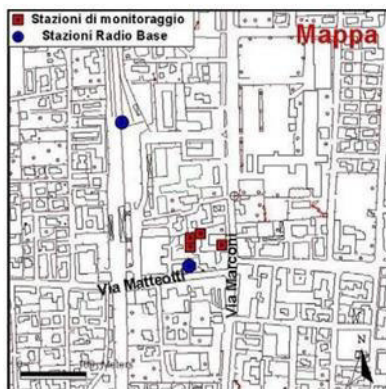 Stazioni di monitoraggio
Stazioni Radio Base
Mappa
Via Matteotti
Via Marconi
N